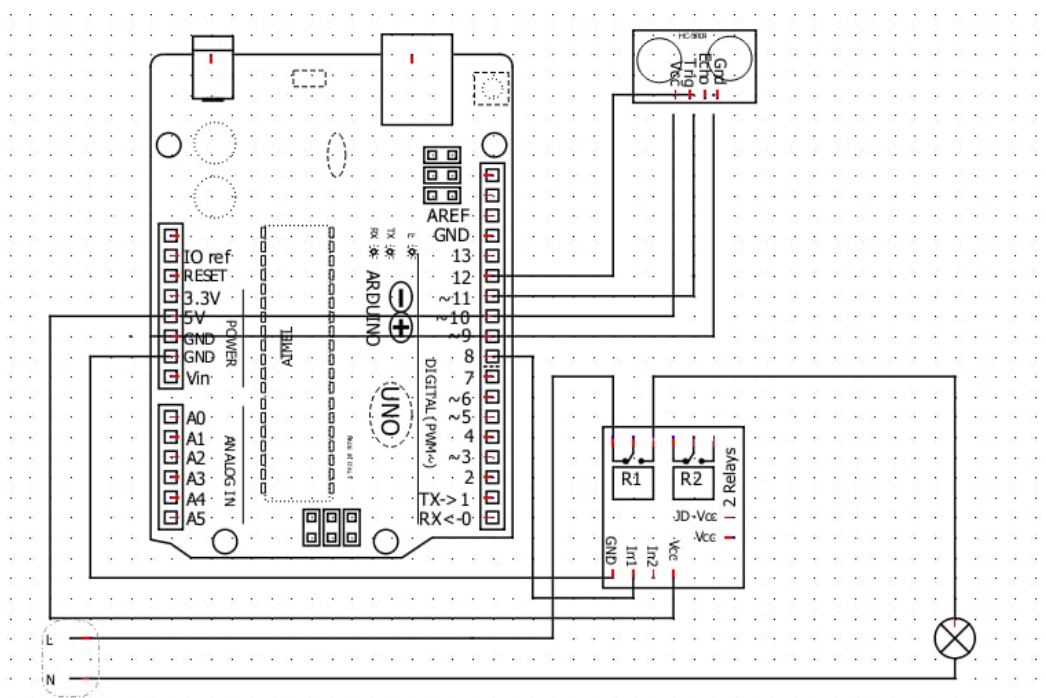 HC-SR04
Vcc
Trig
Echo
Gnd
AREF
GND
13
12
~11
~10
~9
8
7
~6
~5
4
~3
2
TX->1
RX<-0
RX
TX
L
ARDUINO
UNO
DIGITAL (PWM~)
ATMEL
IO ref
RESET
3.3V
5V
GND
GND
Vin
POWER
A0
A1
A2
A3
A4
A5
ANALOG IN
R1
R2
2 Relays
JD-Vcc
Vcc
GND
In1
In2
Vcc
L
N